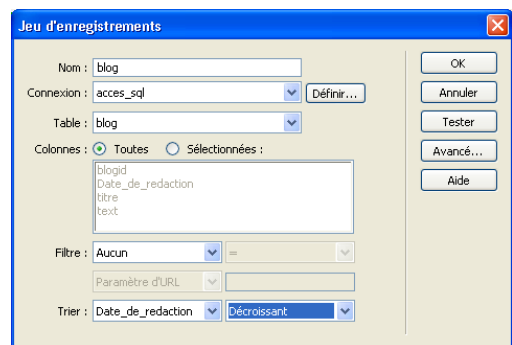 Jeu d'enregistrements
Nom : blog
OK
Connexion : acces_sql Définir...
Annuler
Table : blog
Tester
Colonnes : Toutes Sélectionnées :
Avancé...
blogid
Date_de_redaction
titre
text
Aide
Filtre : Aucun =
Paramètre d'URL
Trier : Date_de_redaction Décroissant